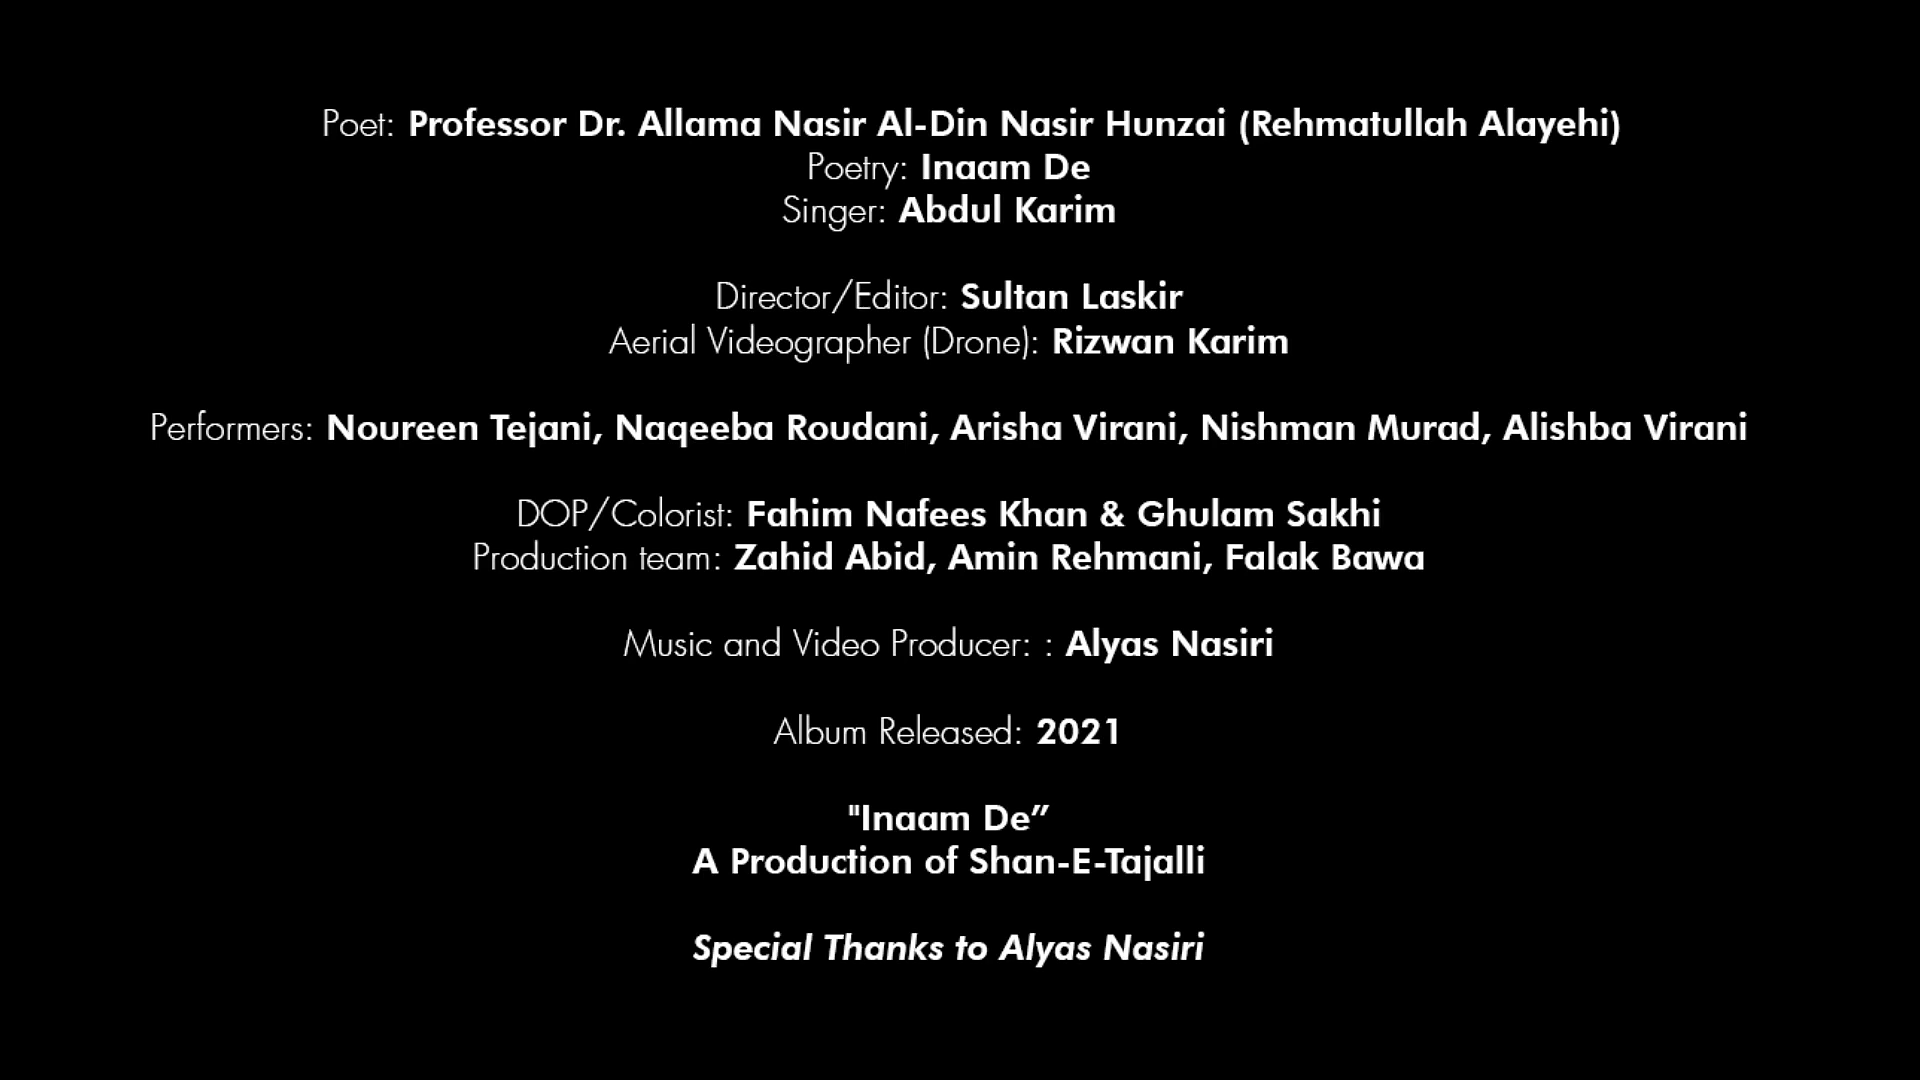 Poet: Professor Dr. Allama Nasir Al-Din Nasir Hunzai (Rehmatullah Alayehi)
Poetry: Inaam De
Singer: Abdul Karim
Director/Editor: Sultan Laskir
Aerial Videographer (Drone): Rizwan Karim
Performers: Noureen Tejani, Naqeeba Roudani, Arisha Virani, Nishman Murad, Alishba Virani
DOP/Colorist: Fahim Nafees Khan & Ghulam Sakhi
Production team: Zahid Abid, Amin Rehmani, Falak Bawa
Music and Video Producer: : Alyas Nasiri
Album Released: 2021
"Inaam De”
A Production of Shan-E-Tajalli
Special Thanks to Alyas Nasiri